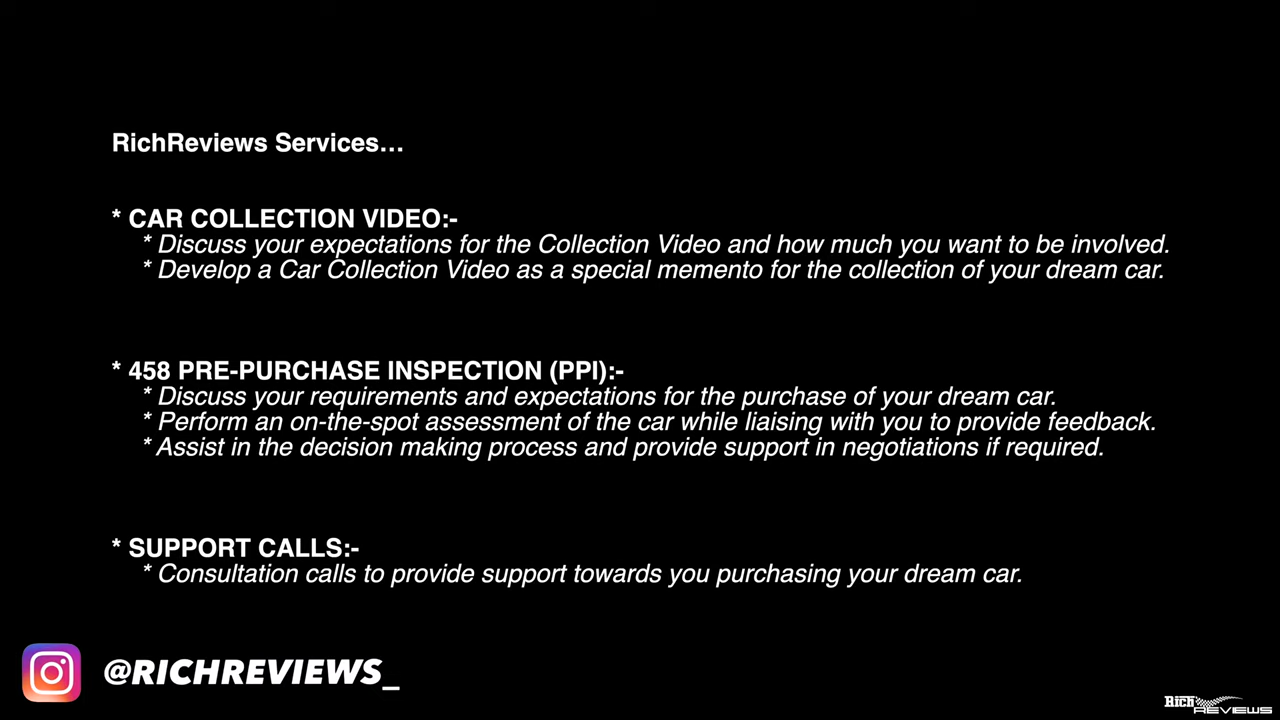 RichReviews Services...
* CAR COLLECTION VIDEO:-
* Discuss your expectations for the Collection Video and how much you want to be involved.
* Develop a Car Collection Video as a special memento for the collection of your dream car.
* 458 PRE-PURCHASE INSPECTION (PPI):-
* Discuss your requirements and expectations for the purchase of your dream car.
* Perform an on-the-spot assessment of the car while liaising with you to provide feedback.
* Assist in the decision making process and provide support in negotiations if required.
* SUPPORT CALLS:-
* Consultation calls to provide support towards you purchasing your dream car.
@RICHREVIEWS_
Rich
REVIEWS